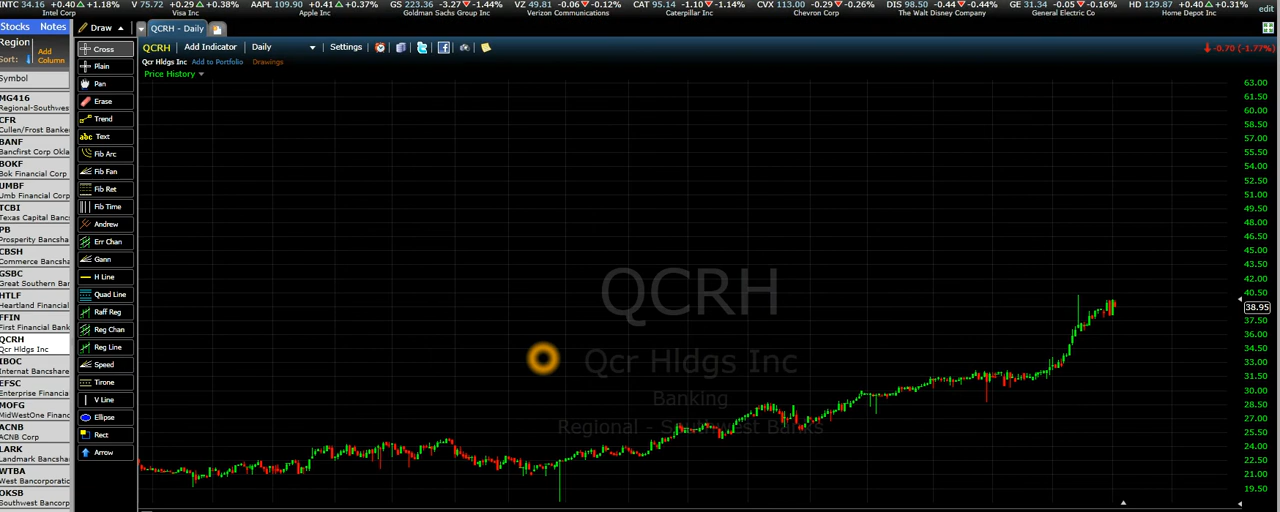 INTC 34.16 +0.40 +1.18% V 75.72 +0.29 +0.38% AAPL 109.90 +0.41 +0.37% GS 223.36 -3.27 -1.44% VZ 49.81 -0.06 -0.12% CAT 95.14 -1.10 -1.14% CVX 113.00 -0.29 -0.26% DIS 98.50 -0.44 -0.44% GE 31.34 -0.05 -0.16% HD 129.87 +0.40 +0.31%
Visa Inc Apple Inc Goldman Sachs Group Inc Verizon Communications Caterpillar Inc Chevron Corp The Walt Disney Company General Electric Co Home Depot Inc edit
Stocks Notes
Region
Sort: Add Column
Symbol
MG416
Regional-Southwes
CFR
Cullen/Frost Banke
BANF
Bancfirst Corp Okla
BOKF
Bok Financial Corp
UMBF
Umb Financial Corp
TCBI
Texas Capital Banc
PB
Prosperity Bancsha
CBSH
Commerce Bancsha
GSBC
Great Southern Ban
HTLF
Heartland Financial
FFIN
First Financial Bank
QCRH
Qcr Hldgs Inc
IBOC
Internat Bancshare
EFSC
Enterprise Financial
MOFG
MidWestOne Financ
ACNB
ACNB Corp
LARK
Landmark Bancshar
WTBA
West Bancorporatio
OKSB
Southwest Bancorp
Draw
Cross
Plain
Pan
Erase
Trend
abc Text
Fib Arc
Fib Fan
Fib Ret
Fib Time
Andrew
Err Chan
Gann
H Line
Quad Line
Raff Reg
Reg Chan
Reg Line
Speed
Tirone
V Line
Ellipse
Rect
Arrow
QCRH - Daily
QCRH Add Indicator Daily Settings
-0.70 (-1.77%)
Qcr Hldgs Inc Add to Portfolio Drawings
Price History
QCRH
Qcr Hldgs Inc
Banking
Regional - Southwest Banks
63.00
61.50
60.00
58.50
57.00
55.50
54.00
52.50
51.00
49.50
48.00
46.50
45.00
43.50
42.00
40.50
38.95
37.50
36.00
34.50
33.00
31.50
30.00
28.50
27.00
25.50
24.00
22.50
21.00
19.50